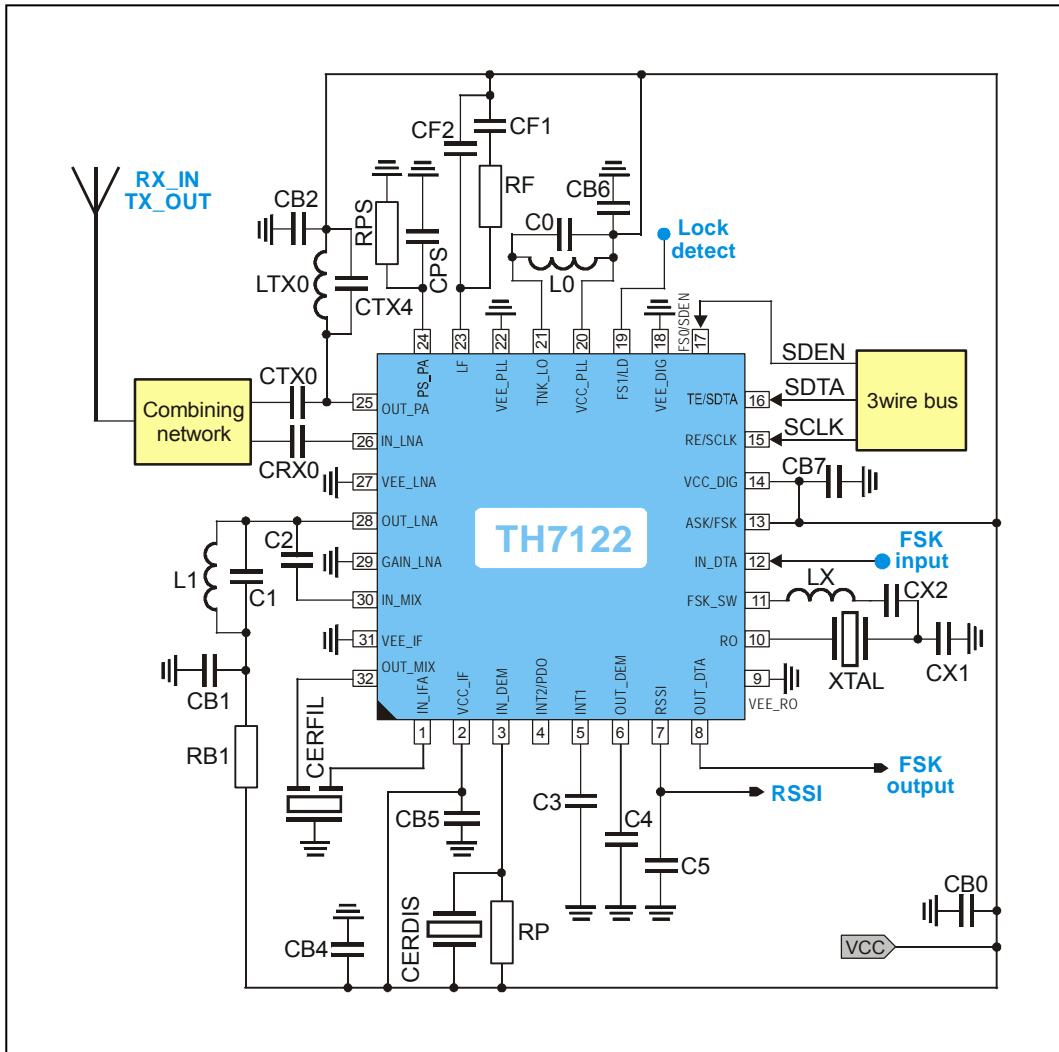 CF2
CF1
RX_IN
TX_OUT
CB2
RPS
CPS
RF
CB6
C0
L0
Lock
detect
LTX0
CTX4
24
23
22
21
20
19
18
17
FS0/SDEN
PS_PA
LF
VEE_PLL
TNK_LO
VCC_PLL
FS1/LD
VEE_DIG
SDEN
SDTA
SCLK
3wire bus
Combining
network
CTX0
CRX0
25
OUT_PA
26
IN_LNA
27
VEE_LNA
28
OUT_LNA
29
GAIN_LNA
30
IN_MIX
31
VEE_IF
32
OUT_MIX
TH7122
TE/SDTA
16
RE/SCLK
15
VCC_DIG
14
CB7
ASK/FSK
13
IN_DTA
12
FSK
input
FSK_SW
11
LX
CX2
RO
10
XTAL
CX1
9
VEE_RO
L1
C1
C2
CB1
RB1
IN_IFA
VCC_IF
IN_DEM
INT2/PDO
INT1
OUT_DEM
RSSI
OUT_DTA
1
2
3
4
5
6
7
8
CERFIL
CB5
C3
C4
C5
RSSI
FSK
output
CB4
CERDIS
RP
CB0
VCC